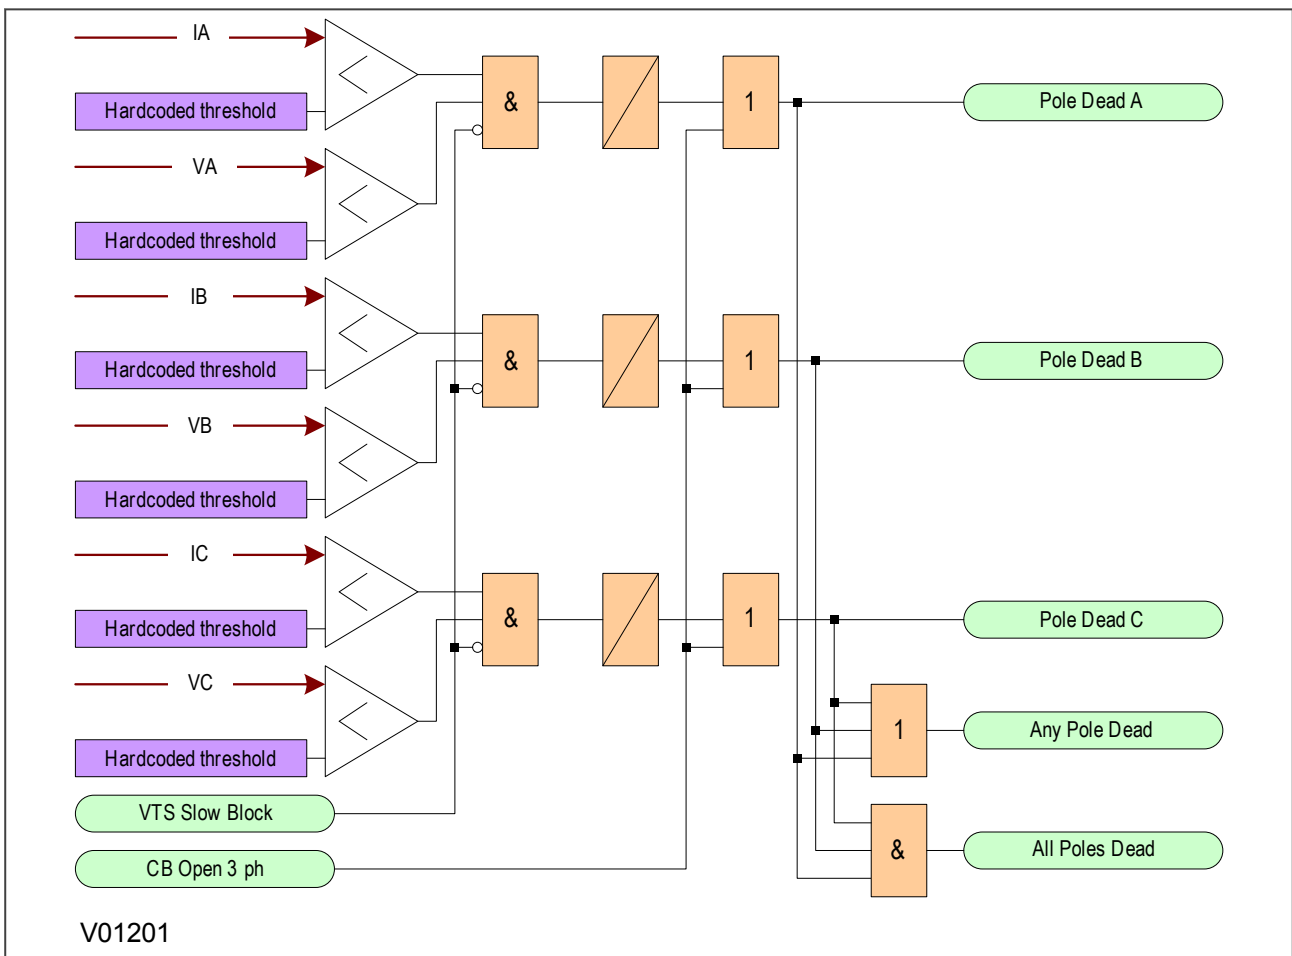 IA
Hardcoded threshold
& 1 Pole Dead A
VA
Hardcoded threshold
IB
Hardcoded threshold
& 1 Pole Dead B
VB
Hardcoded threshold
IC
Hardcoded threshold
& 1 Pole Dead C
VC
1 Any Pole Dead
Hardcoded threshold
VTS Slow Block
& All Poles Dead
CB Open 3 ph
V01201